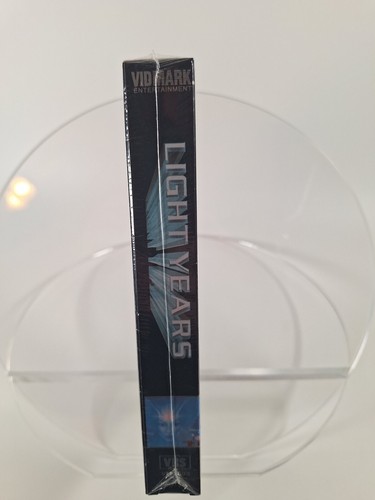 VIDMARK
ENTERTAINMENT
LIGHT YEARS
VHS